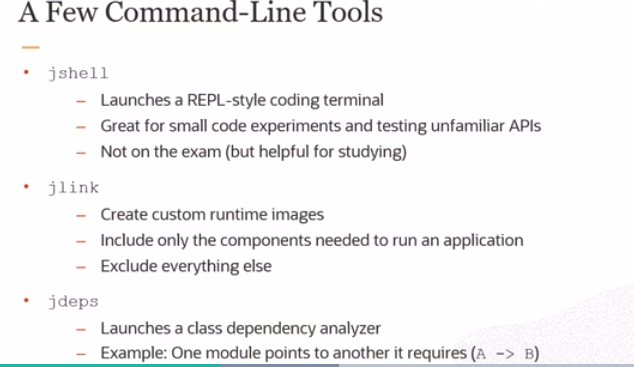 A Few Command-Line Tools
• jshell
– Launches a REPL-style coding terminal
– Great for small code experiments and testing unfamiliar APIs
– Not on the exam (but helpful for studying)
• jlink
– Create custom runtime images
– Include only the components needed to run an application
– Exclude everything else
• jdeps
– Launches a class dependency analyzer
– Example: One module points to another it requires (A -> B)